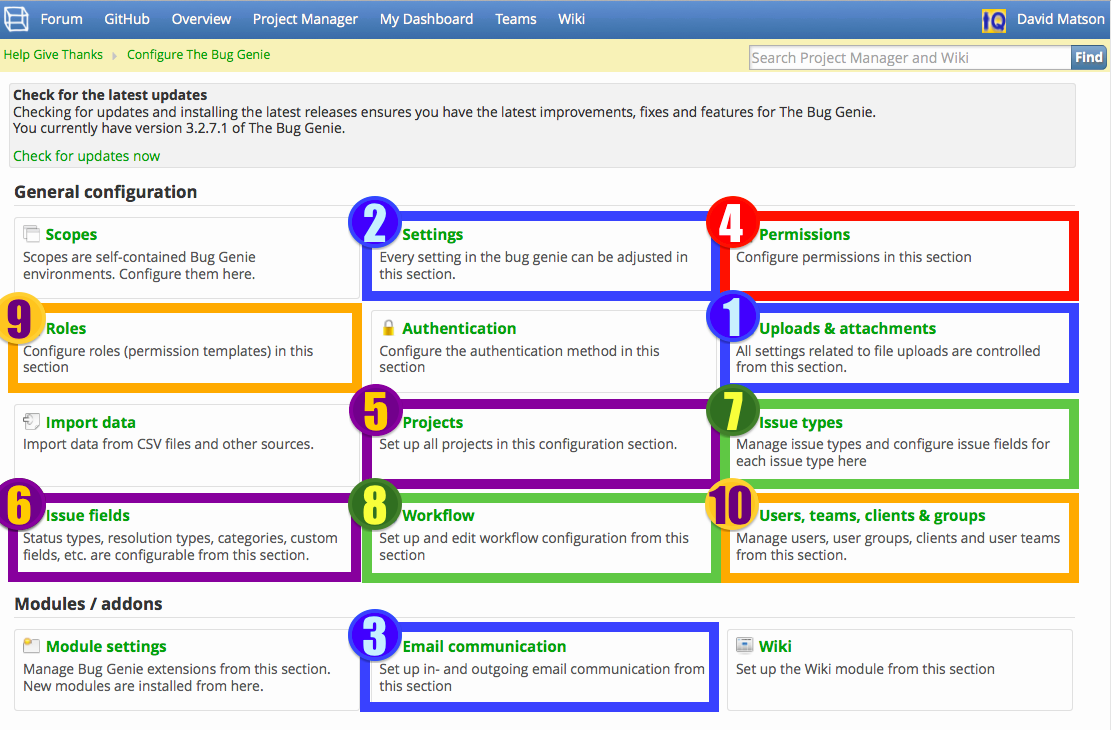 Forum GitHub Overview Project Manager My Dashboard Teams Wiki David Matson
Help Give Thanks Configure The Bug Genie Search Project Manager and Wiki Find
Check for the latest updates
Checking for updates and installing the latest releases ensures you have the latest improvements, fixes and features for The Bug Genie.
You currently have version 3.2.7.1 of The Bug Genie.
Check for updates now
General configuration
Scopes
Scopes are self-contained Bug Genie
environments. Configure them here.
2 Settings
Every setting in the bug genie can be adjusted in
this section.
4 Permissions
Configure permissions in this section
9 Roles
Configure roles (permission templates) in this
section
Authentication
Configure the authentication method in this
section
1 Uploads & attachments
All settings related to file uploads are controlled
from this section.
Import data
Import data from CSV files and other sources.
5 Projects
Set up all projects in this configuration section.
7 Issue types
Manage issue types and configure issue fields for
each issue type here
6 Issue fields
Status types, resolution types, categories, custom
fields, etc. are configurable from this section.
8 Workflow
Set up and edit workflow configuration from this
section
10 Users, teams, clients & groups
Manage users, user groups, clients and user teams
from this section.
Modules / addons
Module settings
Manage Bug Genie extensions from this section.
New modules are installed from here.
3 Email communication
Set up in- and outgoing email communication from
this section
Wiki
Set up the Wiki module from this section